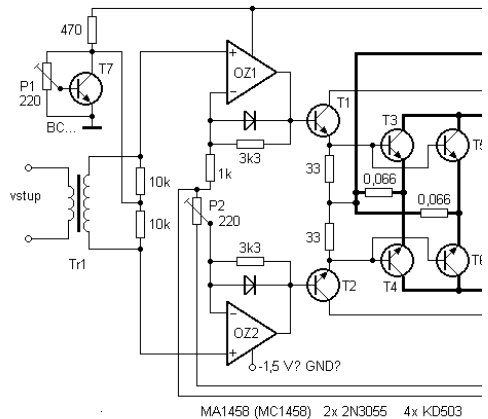 470
T7
P1
220
BC...
OZ1
T1
T3
T5
3k3
1k
33
0,066
vstup
10k
P2
220
0,066
10k
3k3
33
Tr1
T2
T4
T6
OZ2
-1,5 V? GND?
MA1458 (MC1458) 2x 2N3055 4x KD503